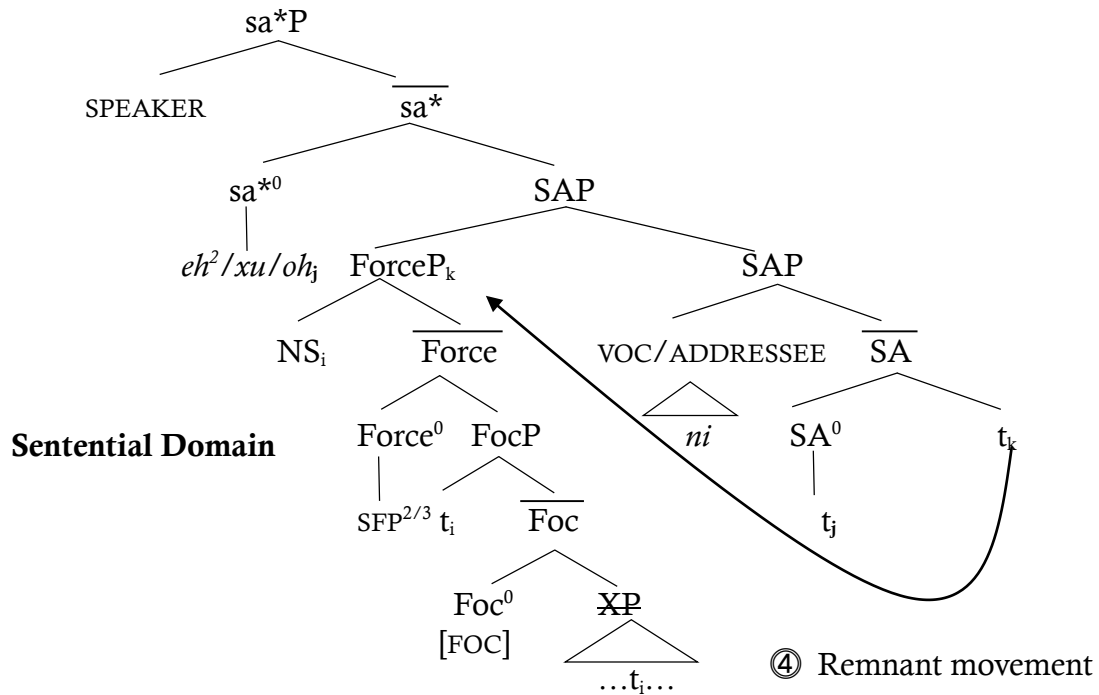 sa*P
SPEAKER sa*
sa*⁰ SAP
eh²/xu/ohⱼ ForcePₖ SAP
NSᵢ Force VOC/ADDRESSEE SA
Sentential Domain Force⁰ FocP ni SA⁰ tₖ
SFP²/³ tᵢ Foc tⱼ
Foc⁰ XP
[FOC]
…tᵢ… ④ Remnant movement